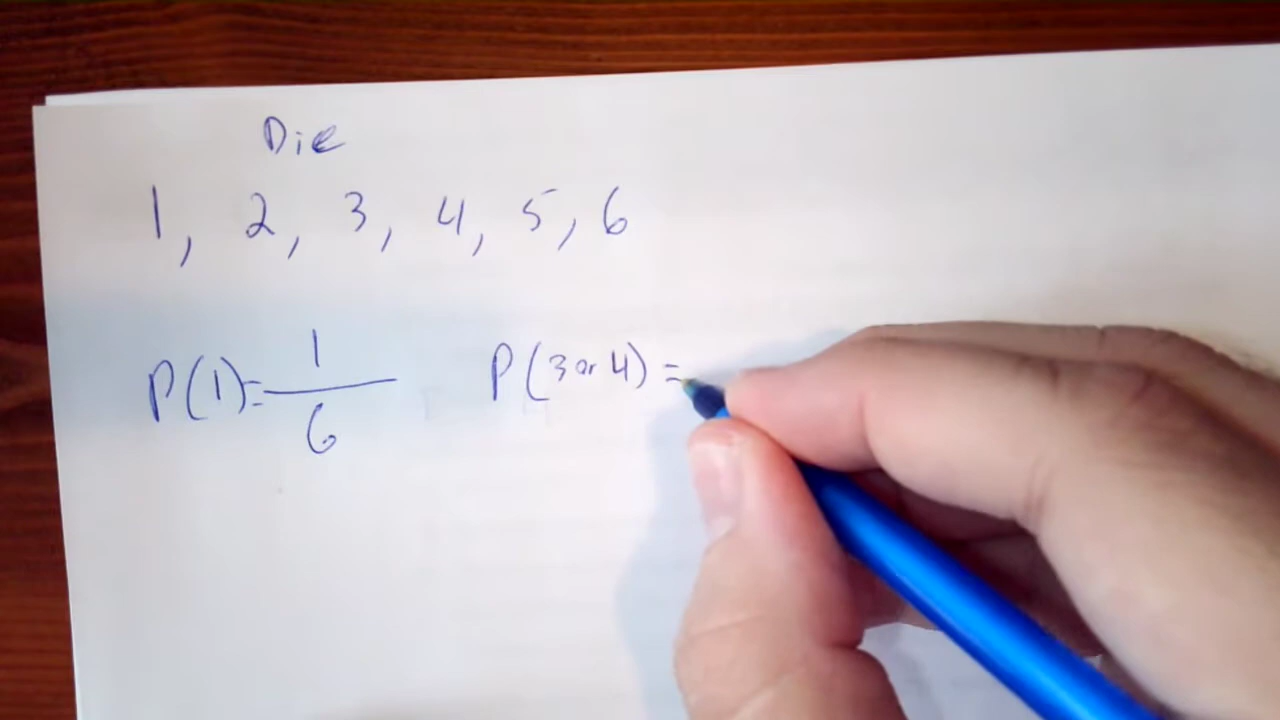 Die
1, 2, 3, 4, 5, 6
P(1)= 1/6 P(3 or 4) =